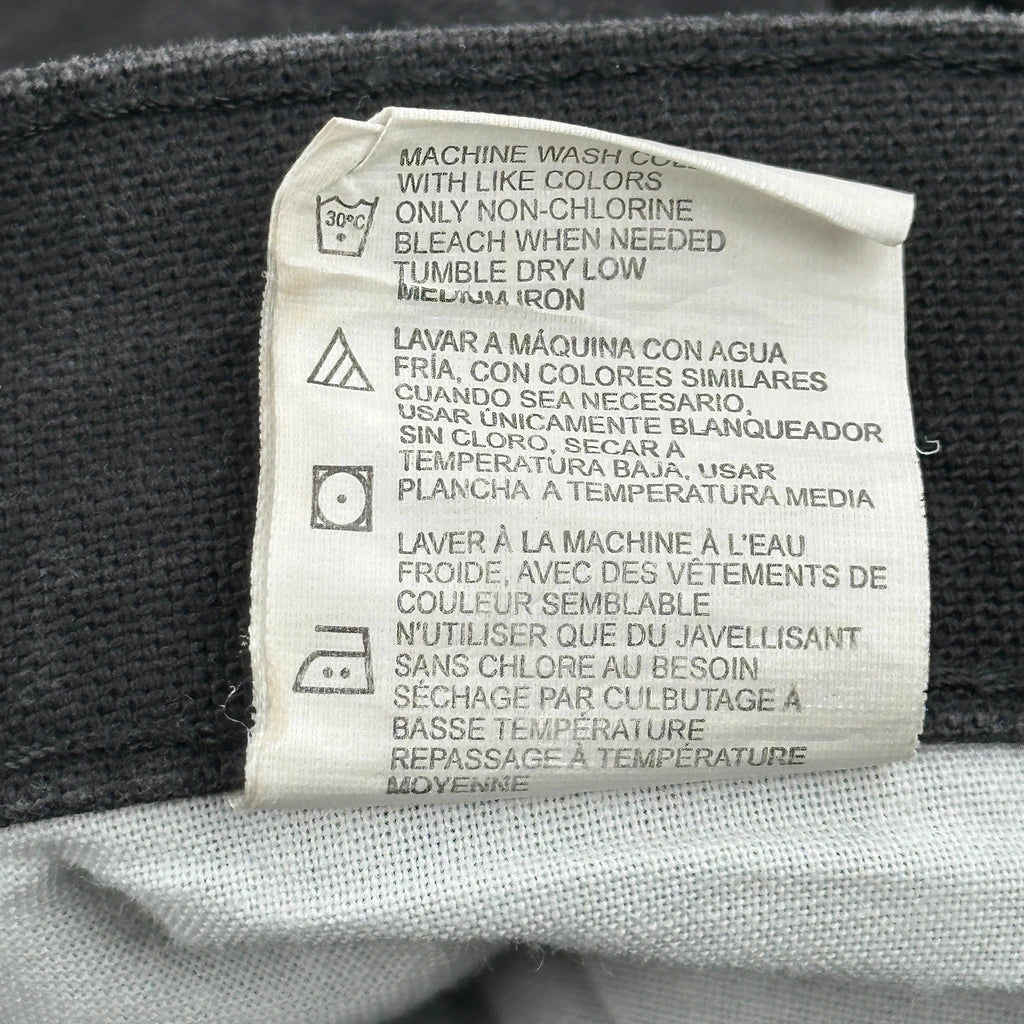 MACHINE WASH
WITH LIKE COLORS
30°C
ONLY NON-CHLORINE
BLEACH WHEN NEEDED
TUMBLE DRY LOW
MEDIUM IRON
LAVAR A MÁQUINA CON AGUA
FRÍA, CON COLORES SIMILARES
CUANDO SEA NECESARIO,
USAR ÚNICAMENTE BLANQUEADOR
SIN CLORO, SECAR A
TEMPERATURA BAJA, USAR
PLANCHA A TEMPERATURA MEDIA
LAVER À LA MACHINE À L'EAU
FROIDE, AVEC DES VÊTEMENTS DE
COULEUR SEMBLABLE
N'UTILISER QUE DU JAVELLISANT
SANS CHLORE AU BESOIN
SÉCHAGE PAR CULBUTAGE À
BASSE TEMPÉRATURE
REPASSAGE À TEMPÉRATURE
MOYENNE